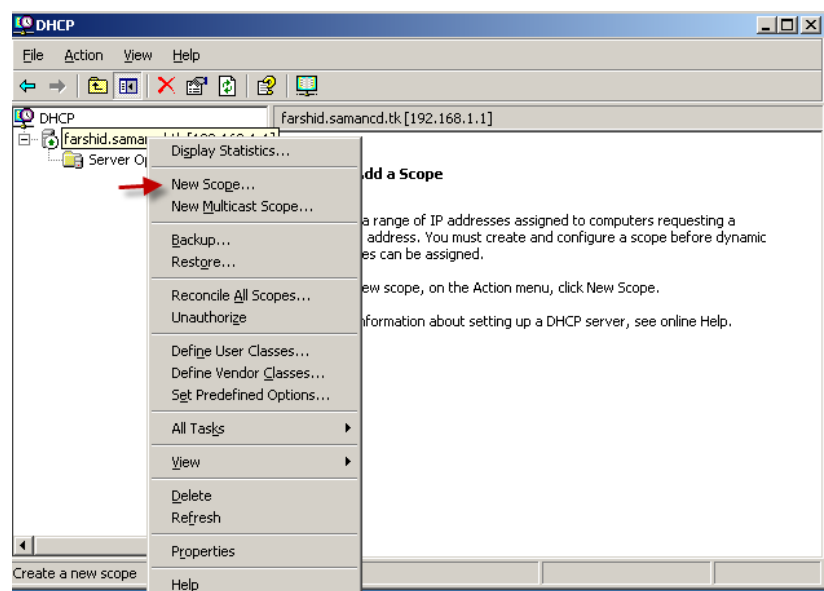 DHCP
File Action View Help
DHCP
farshid.samancd.tk [192.168.1.1]
farshid.saman
Server Op
Display Statistics...
New Scope...
New Multicast Scope...
Backup...
Restore...
Reconcile All Scopes...
Unauthorize
Define User Classes...
Define Vendor Classes...
Set Predefined Options...
All Tasks
View
Delete
Refresh
Properties
Help
dd a Scope
a range of IP addresses assigned to computers requesting a
address. You must create and configure a scope before dynamic
es can be assigned.
ew scope, on the Action menu, click New Scope.
nformation about setting up a DHCP server, see online Help.
Create a new scope